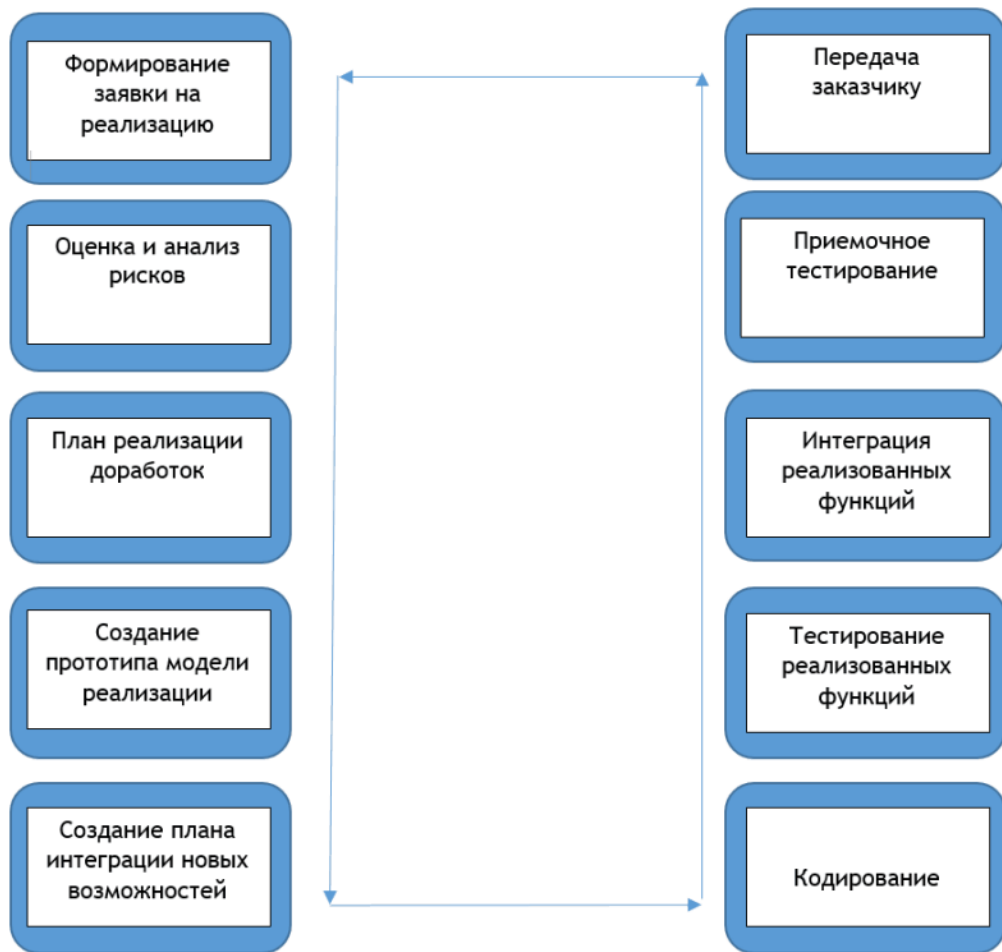 Формирование
заявки на
реализацию
Оценка и анализ
рисков
План реализации
доработок
Создание
прототипа модели
реализации
Создание плана
интеграции новых
возможностей
Передача
заказчику
Приемочное
тестирование
Интеграция
реализованных
функций
Тестирование
реализованных
функций
Кодирование